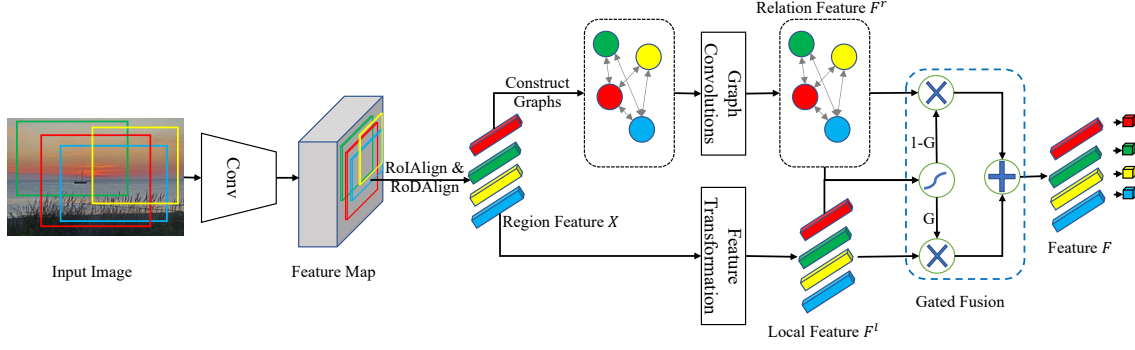 Relation Feature F^r
Construct
Graphs
Graph
Convolutions
Conv
RoIAlign &
RoDAlign
1-G
G
Region Feature X
Feature
Transformation
Input Image
Feature Map
Feature F
Gated Fusion
Local Feature F^l